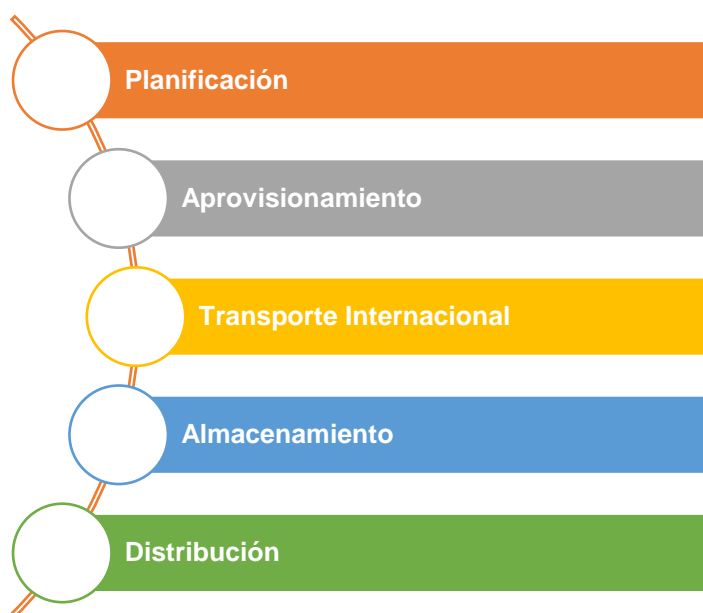 Planificación
Aprovisionamiento
Transporte Internacional
Almacenamiento
Distribución